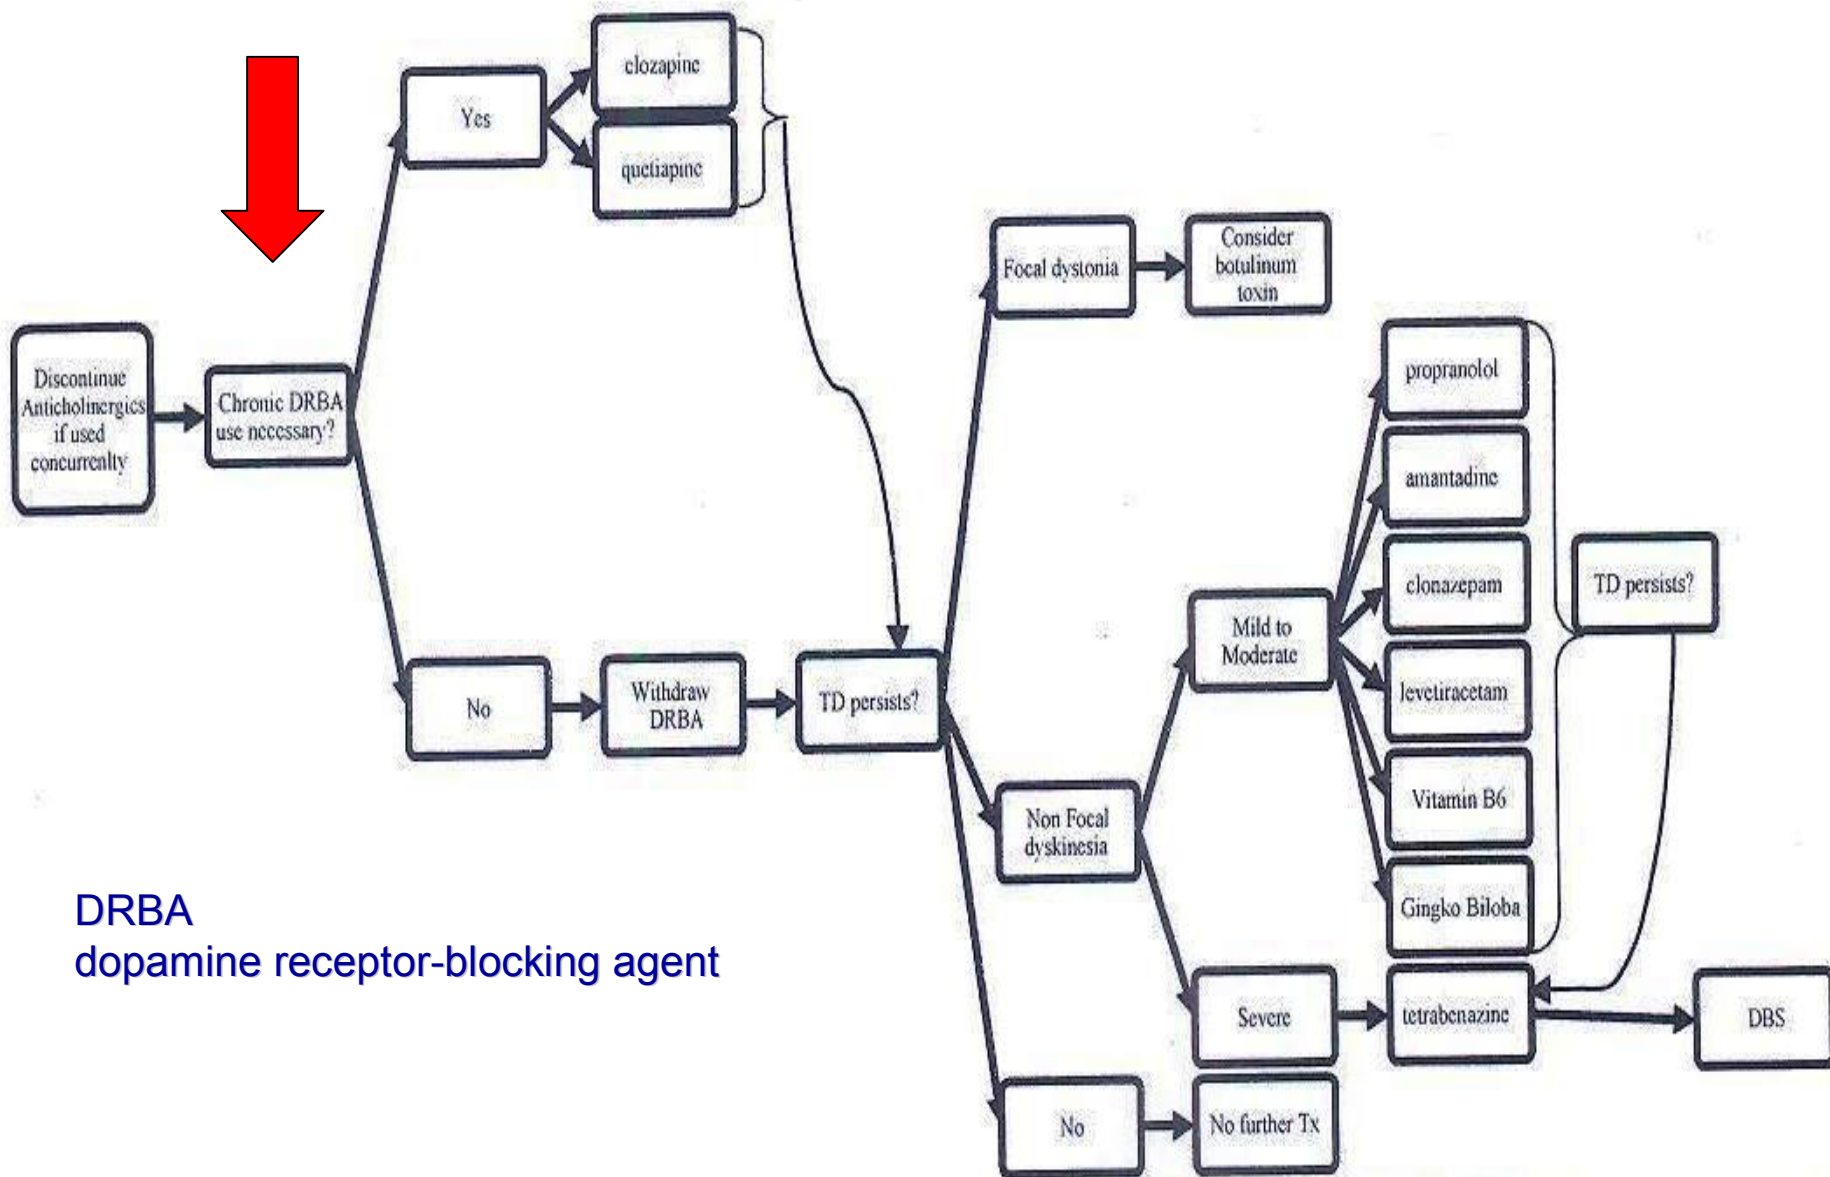 clozapine
Yes
quetiapine
Focal dystonia
Consider
botulinum
toxin
Discontinue
Anticholinergics
if used
concurrenlty
Chronic DRBA
use necessary?
propranolol
amantadine
clonazepam
TD persists?
Mild to
Moderate
levetiracetam
No
Withdraw
DRBA
TD persists?
Vitamin B6
Non Focal
dyskinesia
Gingko Biloba
DRBA
dopamine receptor-blocking agent
Severe
tetrabenazine
DBS
No
No further Tx